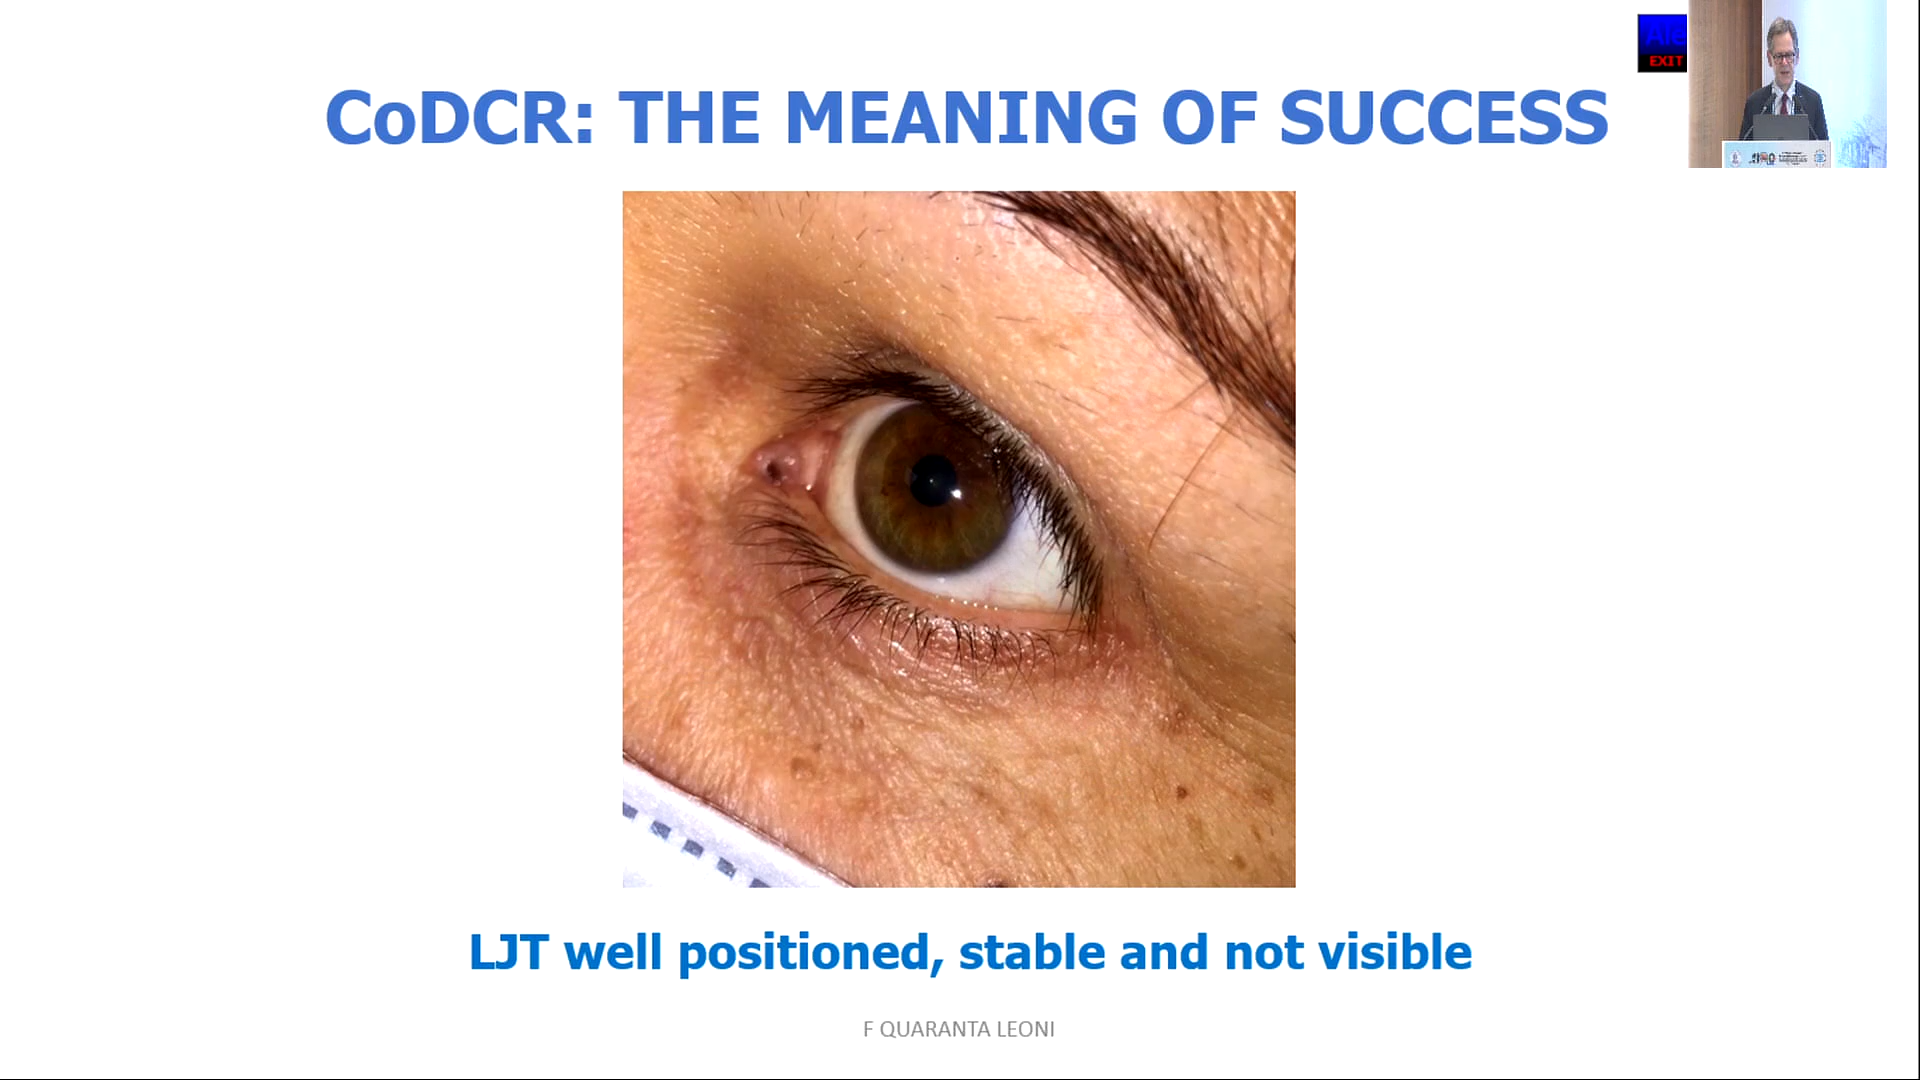 CoDCR: THE MEANING OF SUCCESS
EXIT
LJT well positioned, stable and not visible
F QUARANTA LEONI